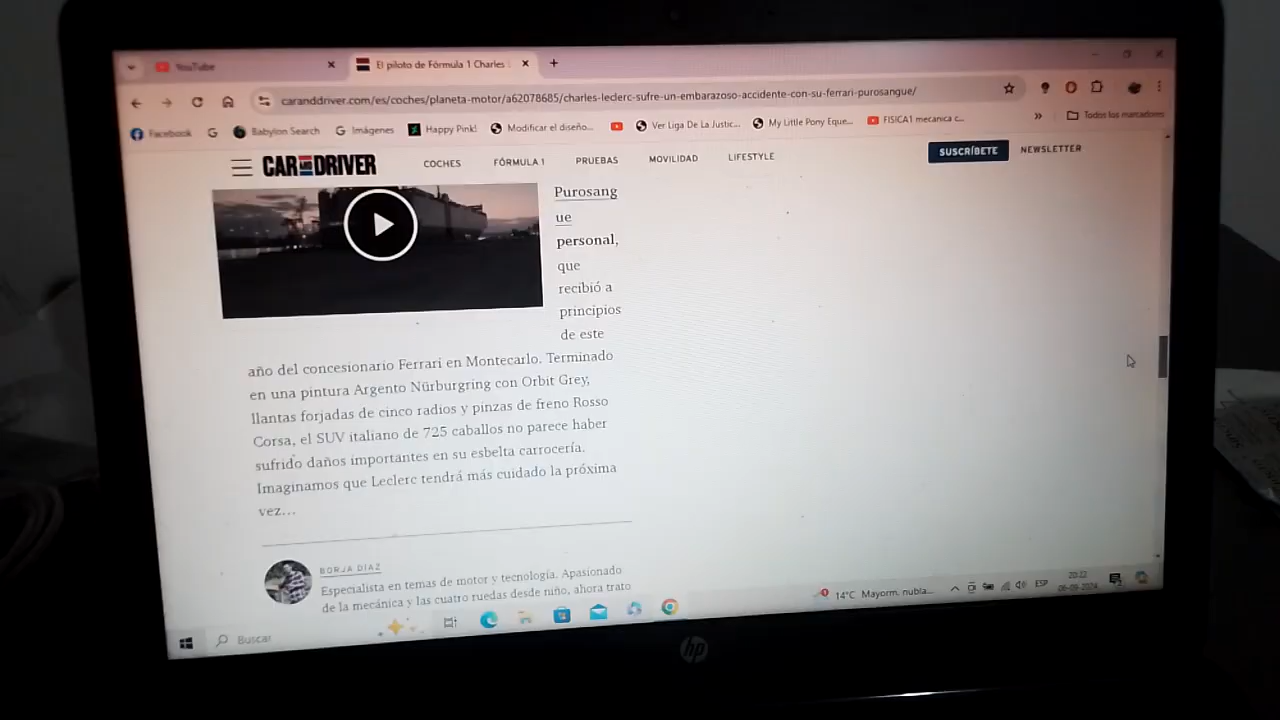 YouTube
El piloto de Fórmula 1 Charles
caranddriver.com/es/coches/planeta-motor/a62078685/charles-leclerc-sufre-un-embarazoso-accidente-con-su-ferrari-purosangue/
Facebook
Babylon Search
Imágenes
Happy Pink!
Modificar el diseño...
Ver Liga De La Justic...
My Little Pony Eque...
FISICA1 mecanica c...
»
Todos los marcadores
CAR AND DRIVER
COCHES
FÓRMULA 1
PRUEBAS
MOVILIDAD
LIFESTYLE
SUSCRÍBETE
NEWSLETTER
Purosang
ue
personal,
que
recibió a
principios
de este
año del concesionario Ferrari en Montecarlo. Terminado
en una pintura Argento Nürburgring con Orbit Grey,
llantas forjadas de cinco radios y pinzas de freno Rosso
Corsa, el SUV italiano de 725 caballos no parece haber
sufrido daños importantes en su esbelta carrocería.
Imaginamos que Leclerc tendrá más cuidado la próxima
vez...
BORJA DIAZ
Especialista en temas de motor y tecnología. Apasionado
de la mecánica y las cuatro ruedas desde niño, ahora trato
Buscar
14°C Mayorm. nubla...
ESP
20:22
hp